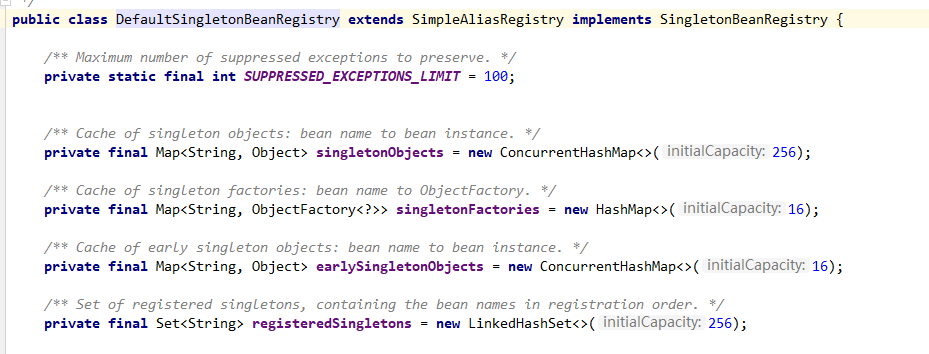 */
public class DefaultSingletonBeanRegistry extends SimpleAliasRegistry implements SingletonBeanRegistry {
/** Maximum number of suppressed exceptions to preserve. */
private static final int SUPPRESSED_EXCEPTIONS_LIMIT = 100;
/** Cache of singleton objects: bean name to bean instance. */
private final Map<String, Object> singletonObjects = new ConcurrentHashMap<>( initialCapacity: 256);
/** Cache of singleton factories: bean name to ObjectFactory. */
private final Map<String, ObjectFactory<?>> singletonFactories = new HashMap<>( initialCapacity: 16);
/** Cache of early singleton objects: bean name to bean instance. */
private final Map<String, Object> earlySingletonObjects = new ConcurrentHashMap<>( initialCapacity: 16);
/** Set of registered singletons, containing the bean names in registration order. */
private final Set<String> registeredSingletons = new LinkedHashSet<>( initialCapacity: 256);